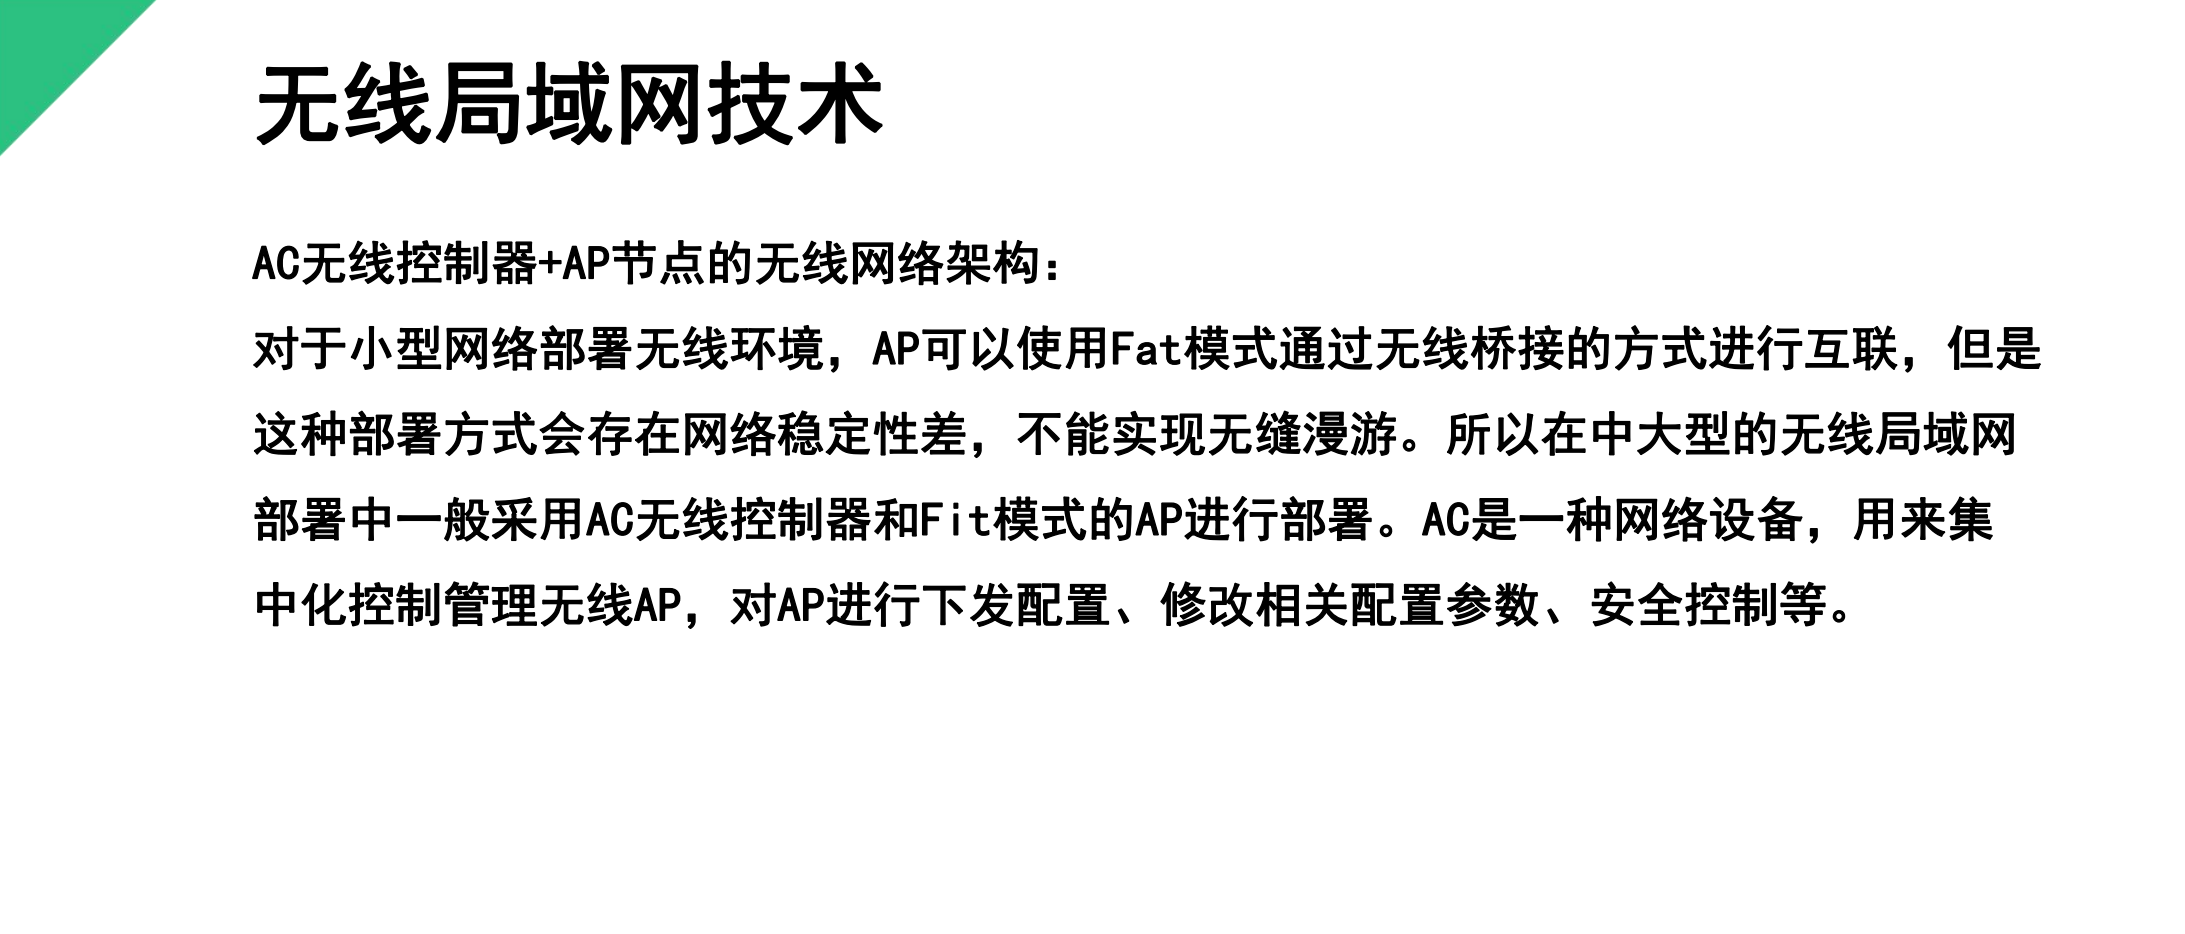 无线局域网技术
AC无线控制器+AP节点的无线网络架构：
对于小型网络部署无线环境，AP可以使用Fat模式通过无线桥接的方式进行互联，但是
这种部署方式会存在网络稳定性差，不能实现无缝漫游。所以在中大型的无线局域网
部署中一般采用AC无线控制器和Fit模式的AP进行部署。AC是一种网络设备，用来集
中化控制管理无线AP，对AP进行下发配置、修改相关配置参数、安全控制等。